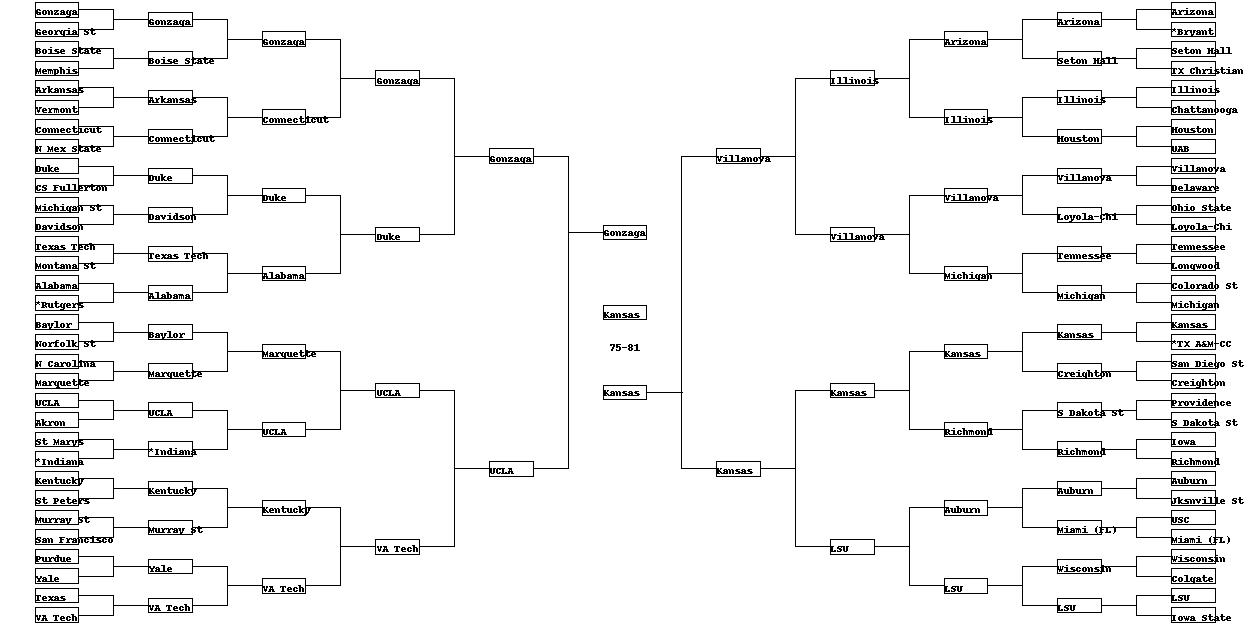 Gonzaga
Georgia St
Boise State
Memphis
Arkansas
Vermont
Connecticut
N Mex State
Duke
CS Fullerton
Michigan St
Davidson
Texas Tech
Montana St
Alabama
*Rutgers
Baylor
Norfolk St
N Carolina
Marquette
UCLA
Akron
St Marys
*Indiana
Kentucky
St Peters
Murray St
San Francisco
Purdue
Yale
Texas
VA Tech
Gonzaga
Boise State
Arkansas
Connecticut
Duke
Davidson
Texas Tech
Alabama
Baylor
Marquette
UCLA
*Indiana
Kentucky
Murray St
Yale
VA Tech
Gonzaga
Connecticut
Duke
Alabama
Marquette
UCLA
Kentucky
VA Tech
Gonzaga
Duke
UCLA
VA Tech
Gonzaga
UCLA
Gonzaga
Kansas
75-81
Kansas
Villanova
Kansas
Illinois
Villanova
Kansas
LSU
Arizona
Illinois
Villanova
Michigan
Kansas
Richmond
Auburn
LSU
Arizona
Seton Hall
Illinois
Houston
Villanova
Loyola-Chi
Tennessee
Michigan
Kansas
Creighton
S Dakota St
Richmond
Auburn
Miami (FL)
Wisconsin
LSU
Arizona
*Bryant
Seton Hall
TX Christian
Illinois
Chattanooga
Houston
UAB
Villanova
Delaware
Ohio State
Loyola-Chi
Tennessee
Longwood
Colorado St
Michigan
Kansas
*TX A&M-CC
San Diego St
Creighton
Providence
S Dakota St
Iowa
Richmond
Auburn
Jksnville St
USC
Miami (FL)
Wisconsin
Colgate
LSU
Iowa State